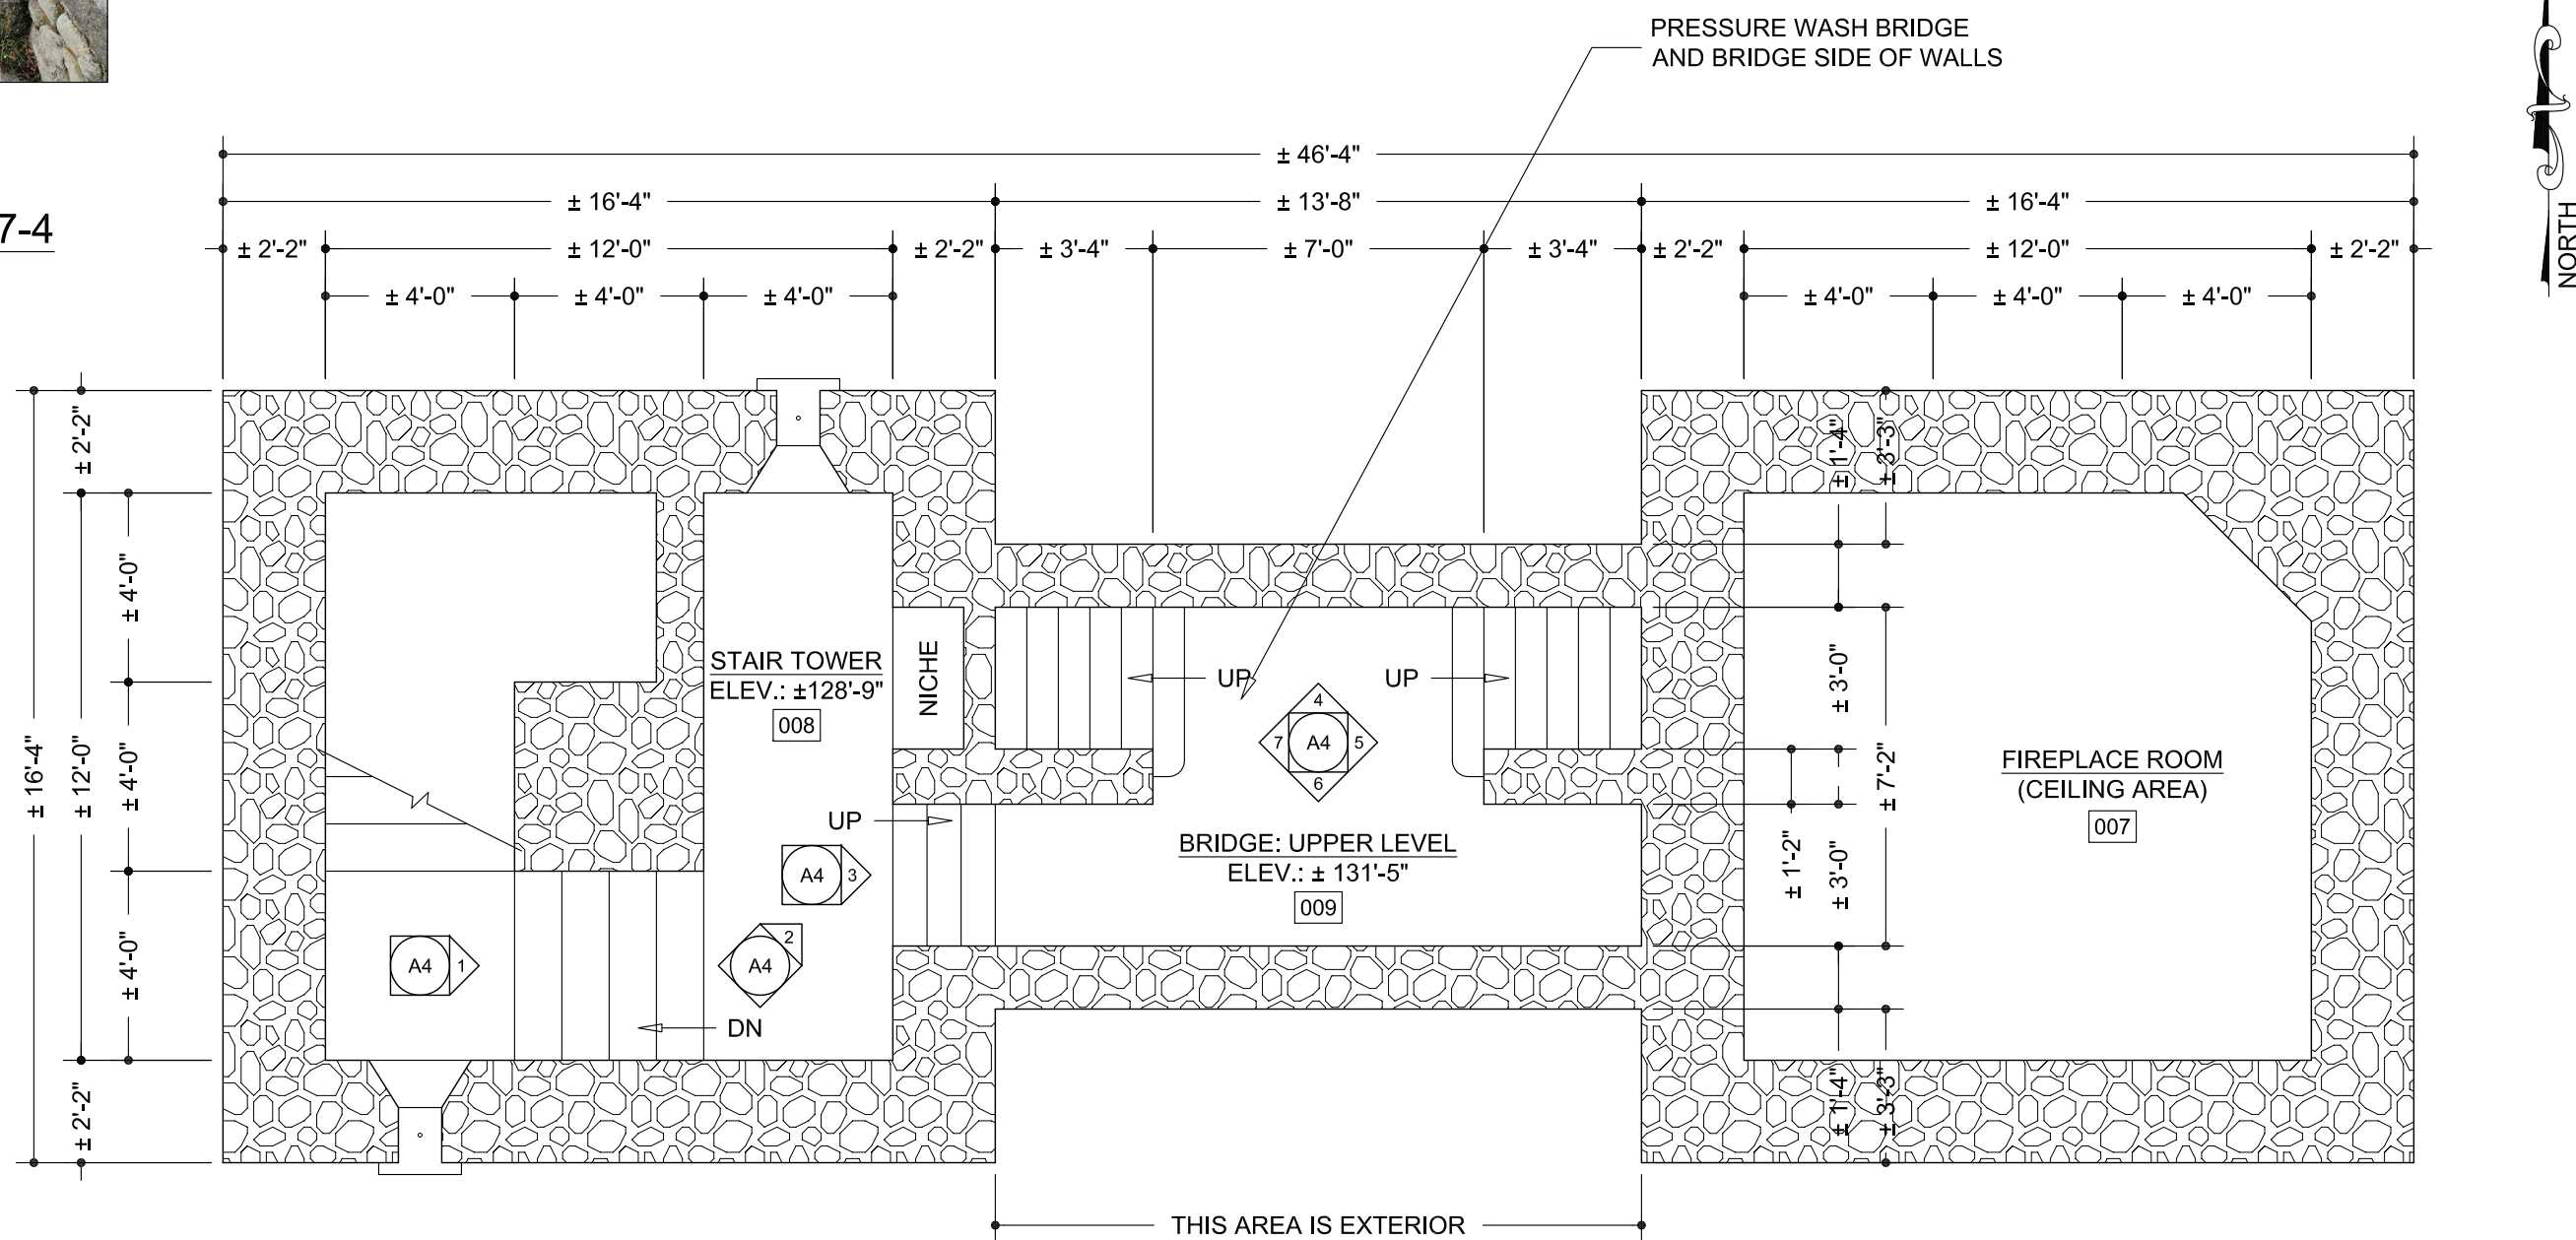 PRESSURE WASH BRIDGE
AND BRIDGE SIDE OF WALLS
NORTH
7-4
± 46'-4"
± 16'-4"
± 13'-8"
± 16'-4"
± 2'-2"
± 12'-0"
± 2'-2"
± 3'-4"
± 7'-0"
± 3'-4"
± 2'-2"
± 12'-0"
± 2'-2"
± 4'-0"
± 4'-0"
± 4'-0"
± 4'-0"
± 4'-0"
± 4'-0"
± 16'-4"
± 2'-2"
± 12'-0"
± 2'-2"
± 4'-0"
± 4'-0"
± 4'-0"
STAIR TOWER
ELEV.: ±128'-9"
008
NICHE
UP
UP
UP
DN
A4 1
A4 2
A4 3
4
7 A4 5
6
BRIDGE: UPPER LEVEL
ELEV.: ± 131'-5"
009
± 1'-4"
± 3'-3"
± 3'-0"
± 7'-2"
± 1'-2"
± 3'-0"
± 1'-4"
± 3'-3"
FIREPLACE ROOM
(CEILING AREA)
007
THIS AREA IS EXTERIOR